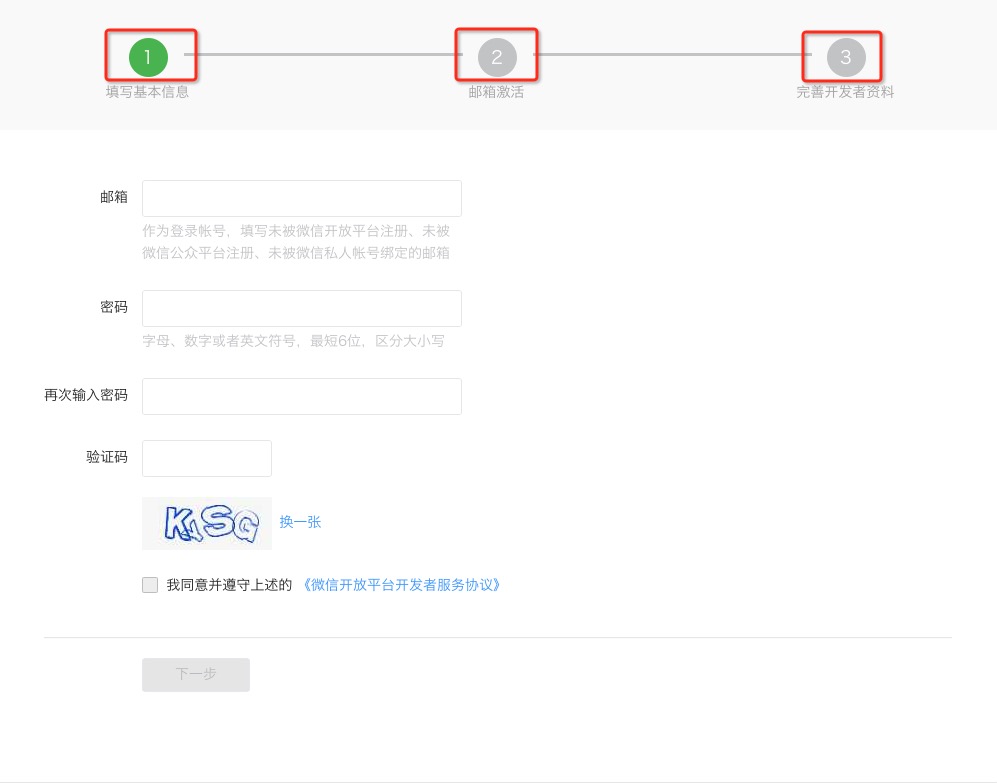 1
2
3
填写基本信息
邮箱激活
完善开发者资料
邮箱
作为登录帐号，填写未被微信开放平台注册、未被
微信公众平台注册、未被微信私人帐号绑定的邮箱
密码
字母、数字或者英文符号，最短6位，区分大小写
再次输入密码
验证码
换一张
我同意并遵守上述的 《微信开放平台开发者服务协议》
下一步